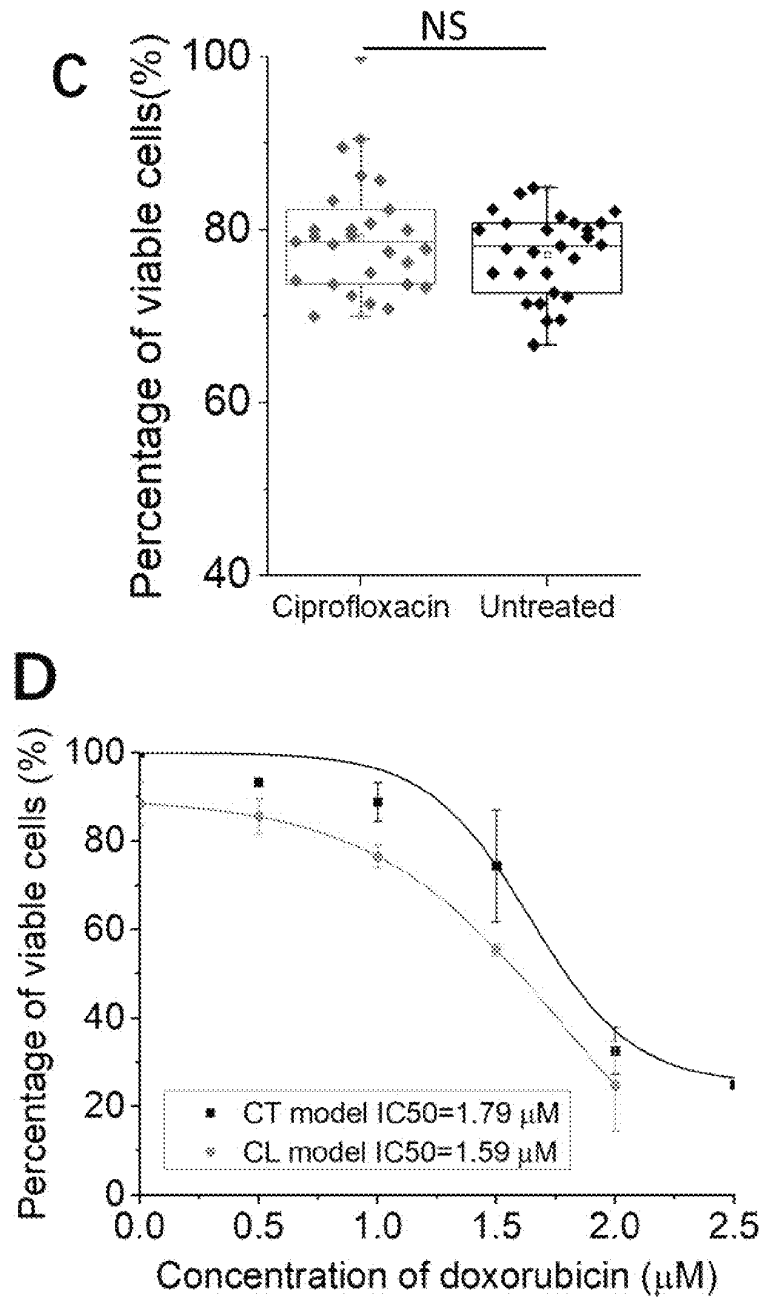 C
NS
Percentage of viable cells(%)
100
80
60
40
Ciprofloxacin Untreated
D
Percentage of viable cells (%)
100
80
60
40
20
0
CT model IC50=1.79 μM
CL model IC50=1.59 μM
0.0 0.5 1.0 1.5 2.0 2.5
Concentration of doxorubicin (μM)